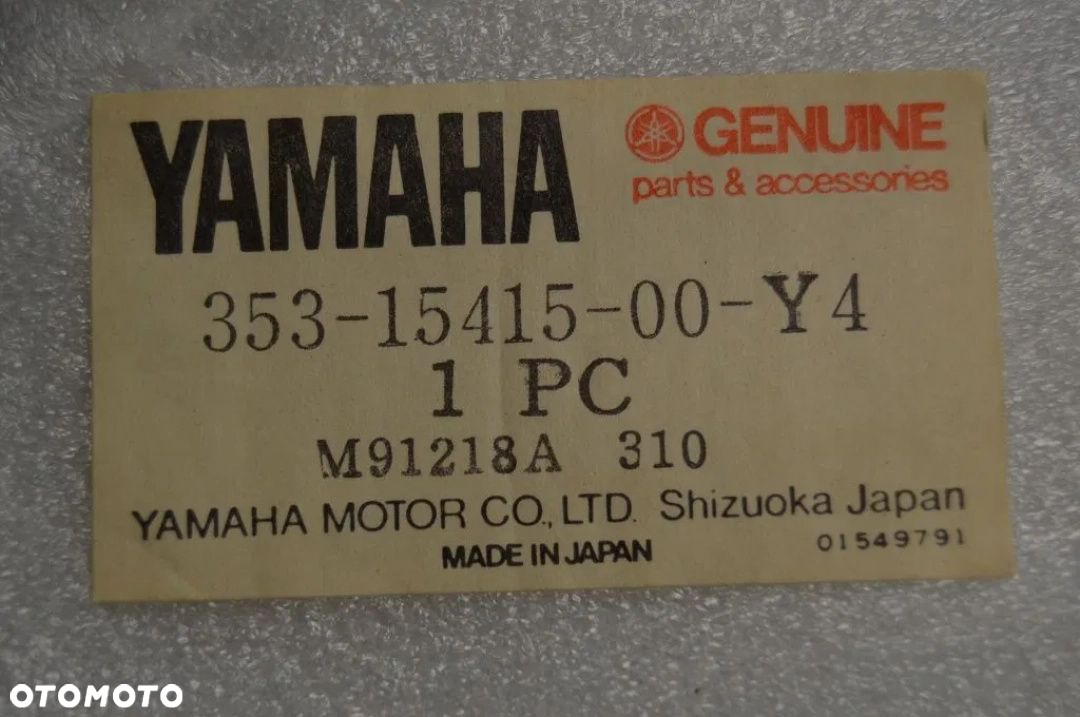 YAMAHA
GENUINE
parts & accessories
353-15415-00-Y4
1 PC
M91218A 310
YAMAHA MOTOR CO., LTD. Shizuoka Japan
MADE IN JAPAN
01549791
OTOMOTO